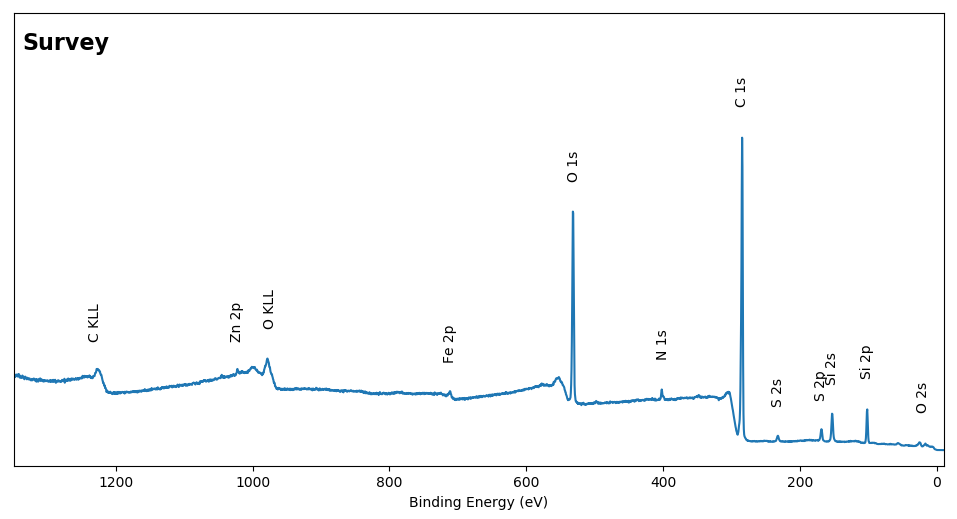 Survey
C KLL
Zn 2p
O KLL
Fe 2p
O 1s
N 1s
C 1s
S 2s
S 2p
Si 2s
Si 2p
O 2s
1200
1000
800
600
400
200
0
Binding Energy (eV)